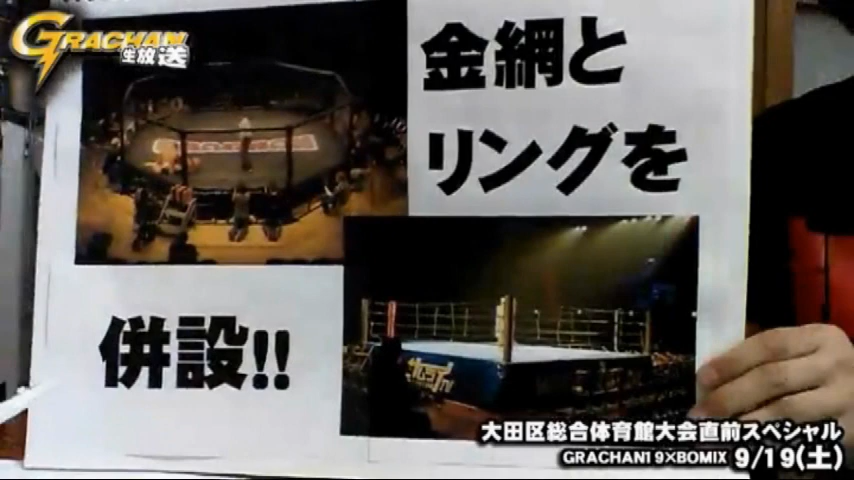 GRACHAN
生放送
金網と
リングを
併設!!
大田区総合体育館大会直前スペシャル
GRACHAN19×BOMIX 9/19(土)